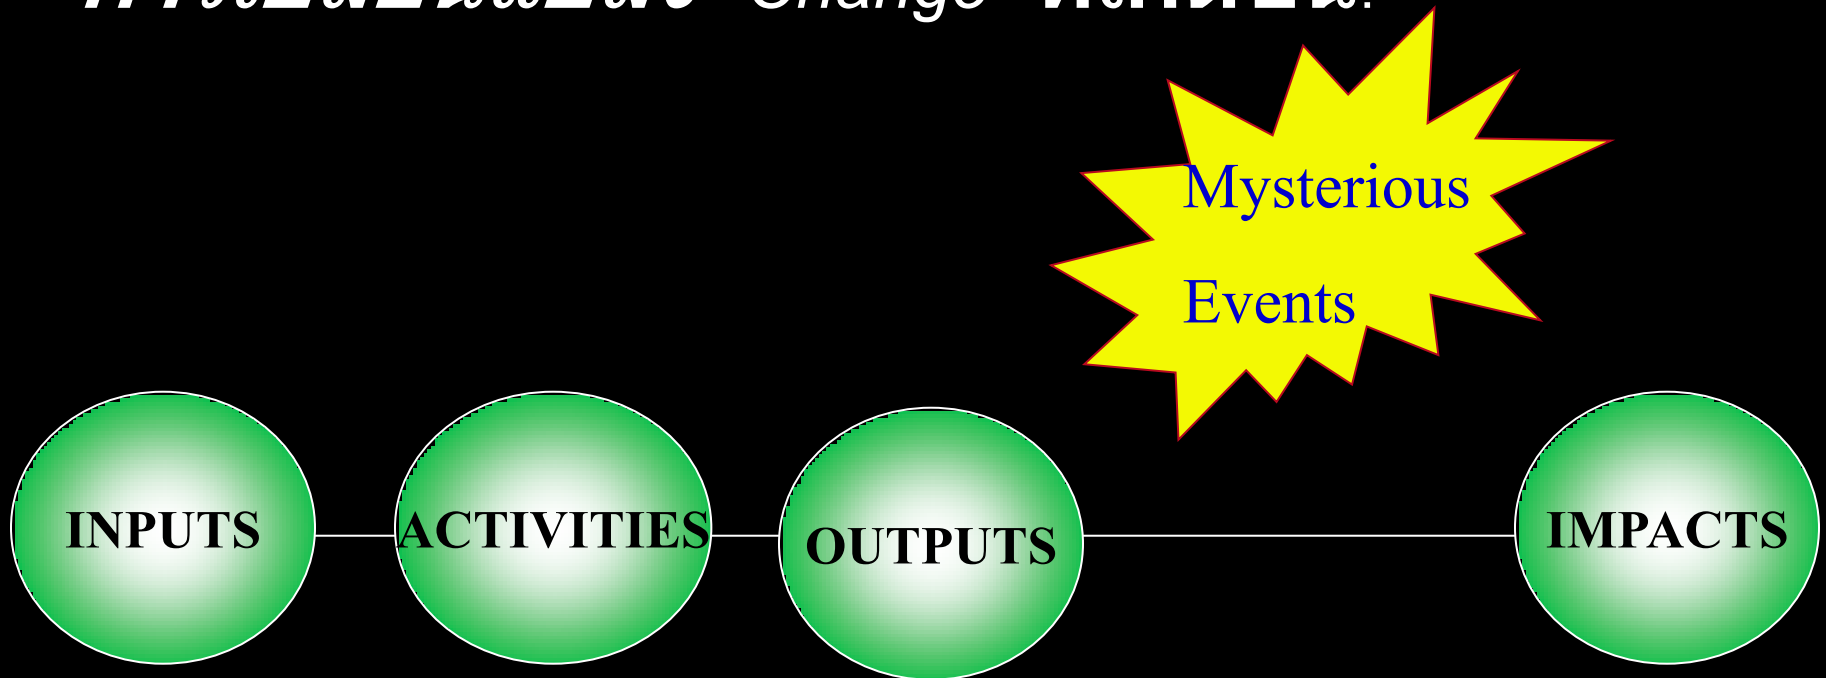 Change
Mysterious
Events
INPUTS
ACTIVITIES
OUTPUTS
IMPACTS